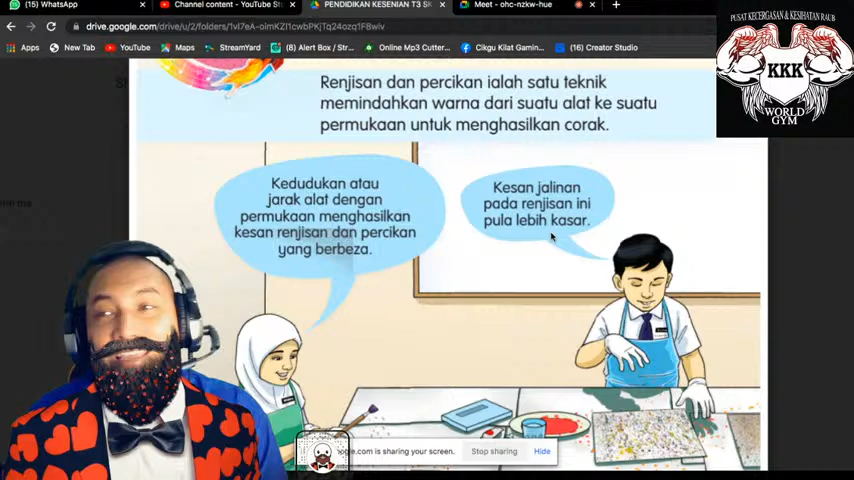 (15) WhatsApp
Channel content - YouTube St
PENDIDIKAN KESENIAN T3 SK
Meet - ohc-nzkw-hue
drive.google.com/drive/u/2/folders/1vI7eA-oimKZI1cwbPKjTq24ozq1F8wiv
Apps
Download Free Pre...
News
YouTube
Maps
StreamYard
(8) Alert Box / Str...
Online Mp3 Cutter...
Cikgu Kilat Gamin...
(16) Creator Studio
PUSAT KECERGASAN & KESIHATAN RAUB
KKK
WORLD
GYM
Renjisan dan percikan ialah satu teknik
memindahkan warna dari suatu alat ke suatu
permukaan untuk menghasilkan corak.
Kedudukan atau
jarak alat dengan
permukaan menghasilkan
kesan renjisan dan percikan
yang berbeza.
Kesan jalinan
pada renjisan ini
pula lebih kasar.
is sharing your screen.
Stop sharing
Hide